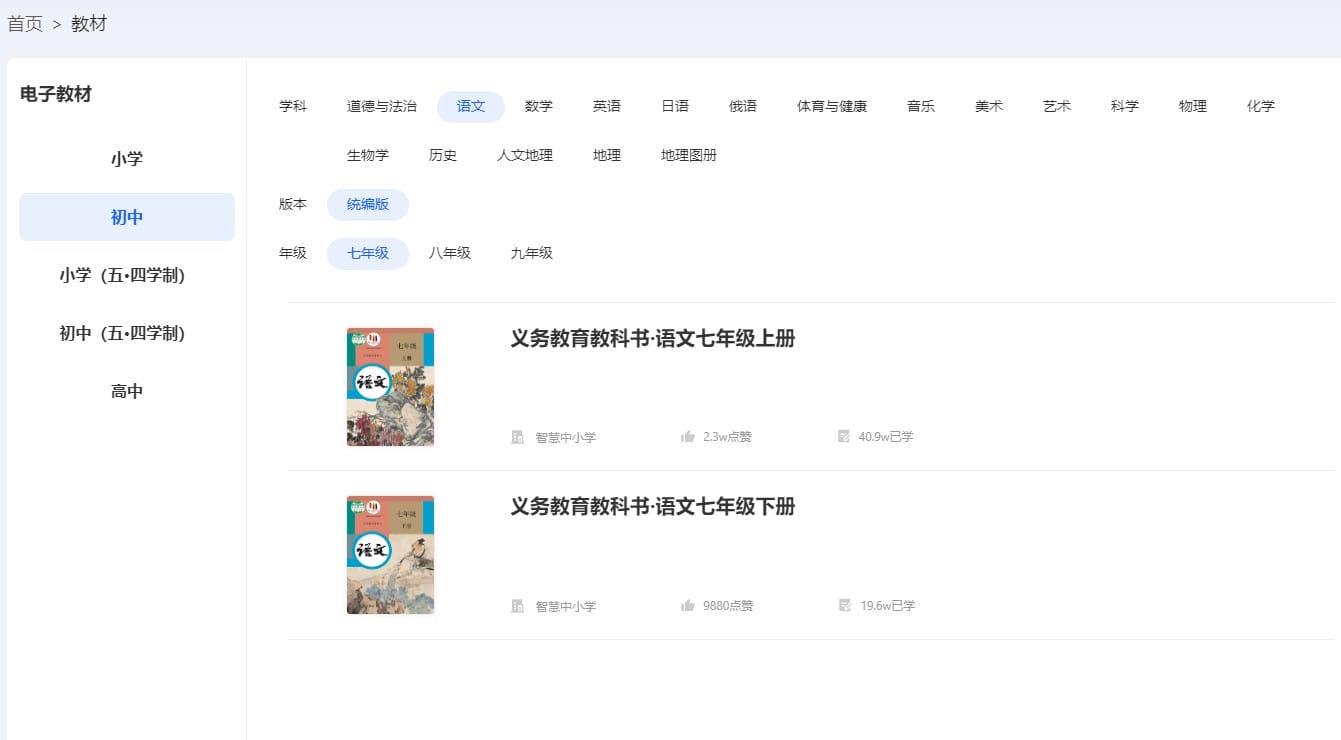 首页 > 教材
电子教材
小学
初中
小学（五·四学制）
初中（五·四学制）
高中
学科 道德与法治 语文 数学 英语 日语 俄语 体育与健康 音乐 美术 艺术 科学 物理 化学
生物学 历史 人文地理 地理 地理图册
版本 统编版
年级 七年级 八年级 九年级
七年级
上册
语文
义务教育教科书·语文七年级上册
智慧中小学 2.3w点赞 40.9w已学
七年级
下册
语文
义务教育教科书·语文七年级下册
智慧中小学 9880点赞 19.6w已学